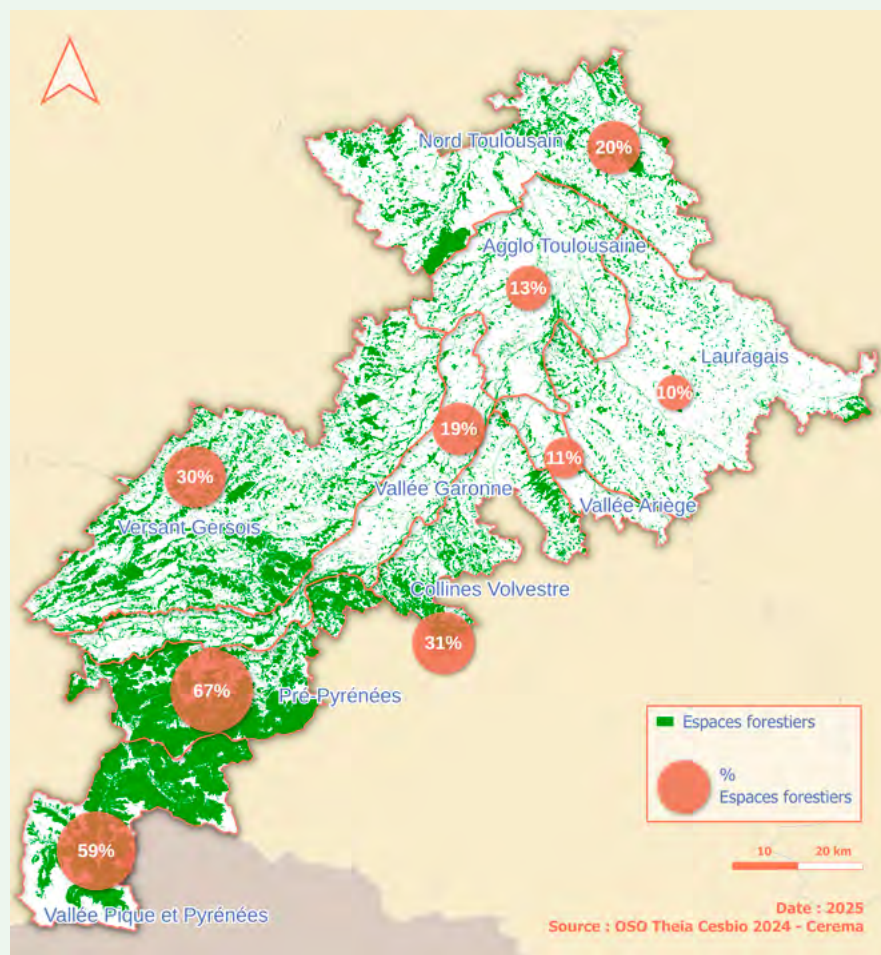 Nord Toulousain
20%
Agglo Toulousaine
13%
Lauragais
10%
19%
11%
30%
Vallée Garonne
Vallée Ariège
Versant Gersois
Collines Volvestre
31%
67%
Pré-Pyrénées
59%
Vallée Pique et Pyrénées
Espaces forestiers
%
Espaces forestiers
10 20 km
Date : 2025
Source : OSO Theia Cesbio 2024 - Cerema